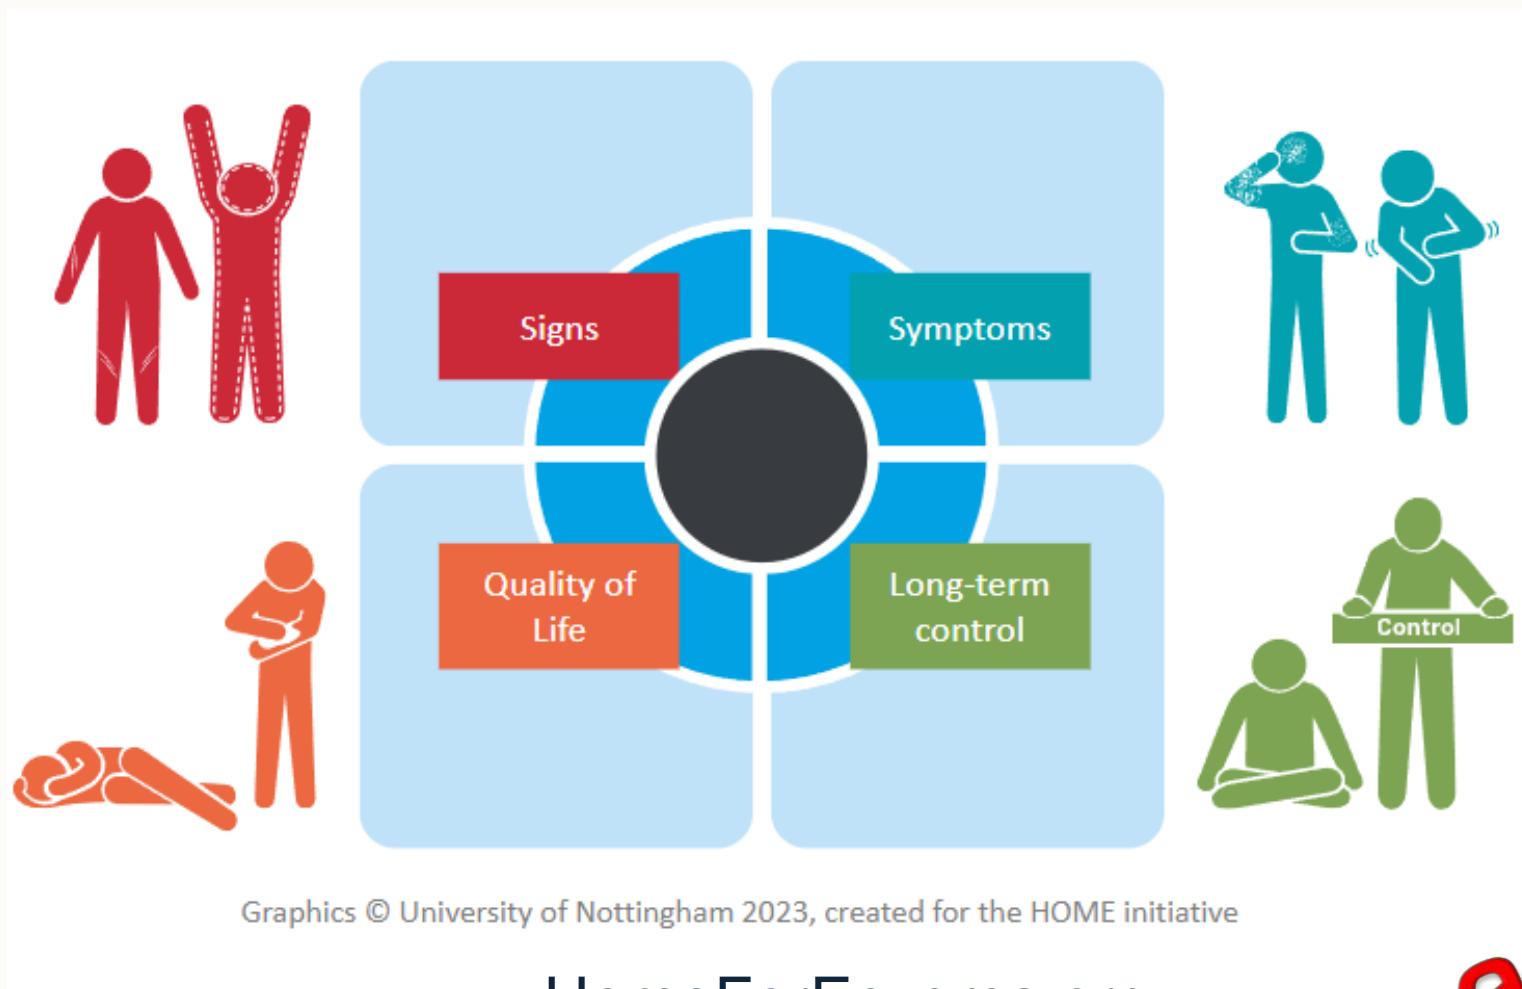 Signs
Symptoms
Quality of
Life
Long-term
control
Control
Graphics © University of Nottingham 2023, created for the HOME initiative